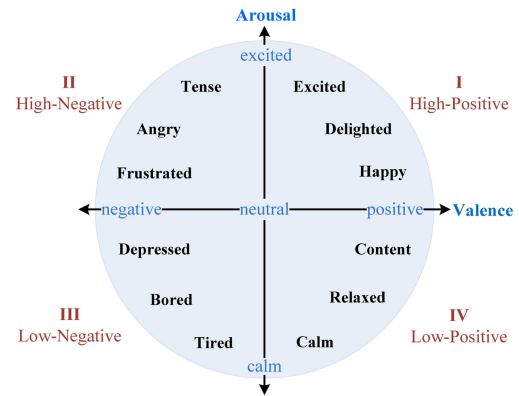 Arousal
excited
II
High-Negative
I
High-Positive
Tense
Excited
Angry
Delighted
Frustrated
Happy
negative
neutral
positive
Valence
Depressed
Content
Bored
Relaxed
III
Low-Negative
IV
Low-Positive
Tired
Calm
calm